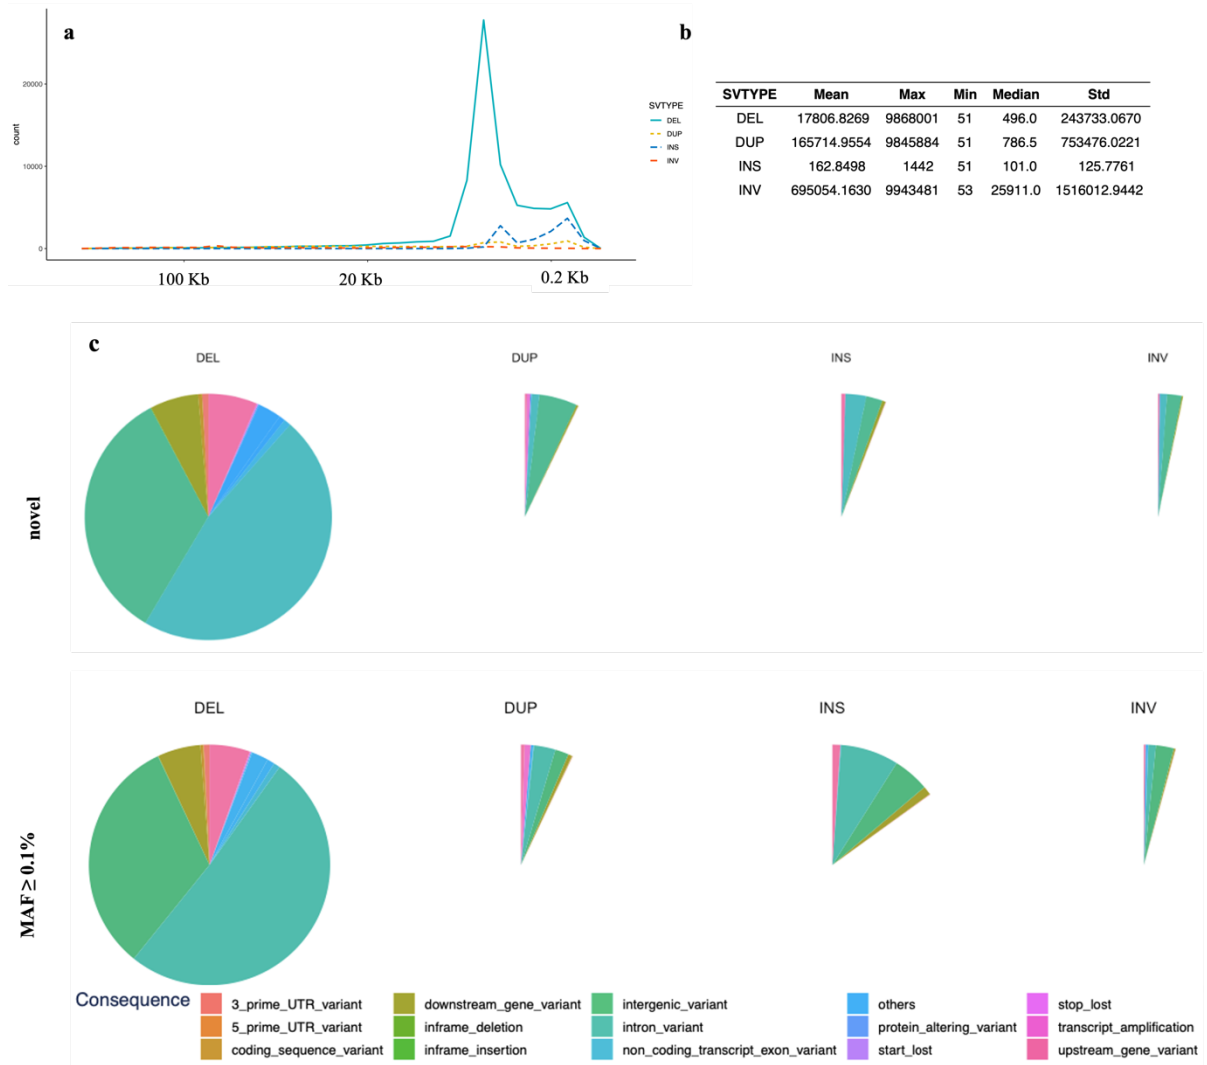 a
count
20000
10000
0
100 Kb 20 Kb 0.2 Kb
SVTYPE
DEL
DUP
INS
INV
b
SVTYPE Mean Max Min Median Std
DEL 17806.8269 9868001 51 496.0 243733.0670
DUP 165714.9554 9845884 51 786.5 753476.0221
INS 162.8498 1442 51 101.0 125.7761
INV 695054.1630 9943481 53 25911.0 1516012.9442
c
DEL DUP INS INV
novel
DEL DUP INS INV
MAF ≥ 0.1%
Consequence
3_prime_UTR_variant downstream_gene_variant intergenic_variant others stop_lost
5_prime_UTR_variant inframe_deletion intron_variant protein_altering_variant transcript_amplification
coding_sequence_variant inframe_insertion non_coding_transcript_exon_variant start_lost upstream_gene_variant